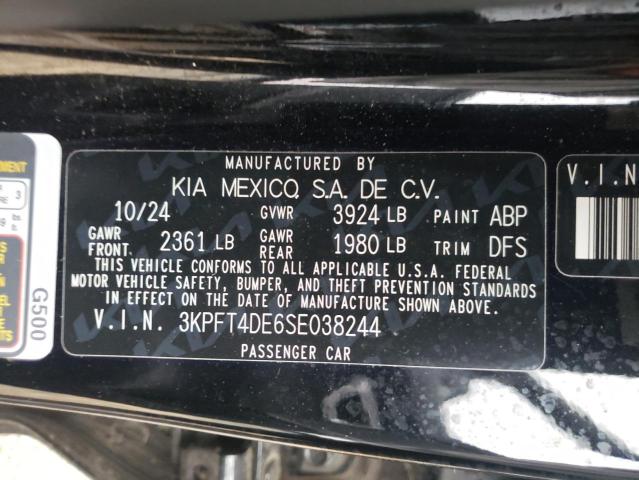 MANUFACTURED BY
KIA MEXICO, S.A. DE C.V.
10/24 GVWR 3924 LB PAINT ABP
GAWR FRONT 2361 LB GAWR REAR 1980 LB TRIM DFS
THIS VEHICLE CONFORMS TO ALL APPLICABLE U.S.A. FEDERAL
MOTOR VEHICLE SAFETY, BUMPER, AND THEFT PREVENTION STANDARDS
IN EFFECT ON THE DATE OF MANUFACTURE SHOWN ABOVE.
V.I.N. 3KPFT4DE6SE038244
PASSENGER CAR
G500
3
V.I.N